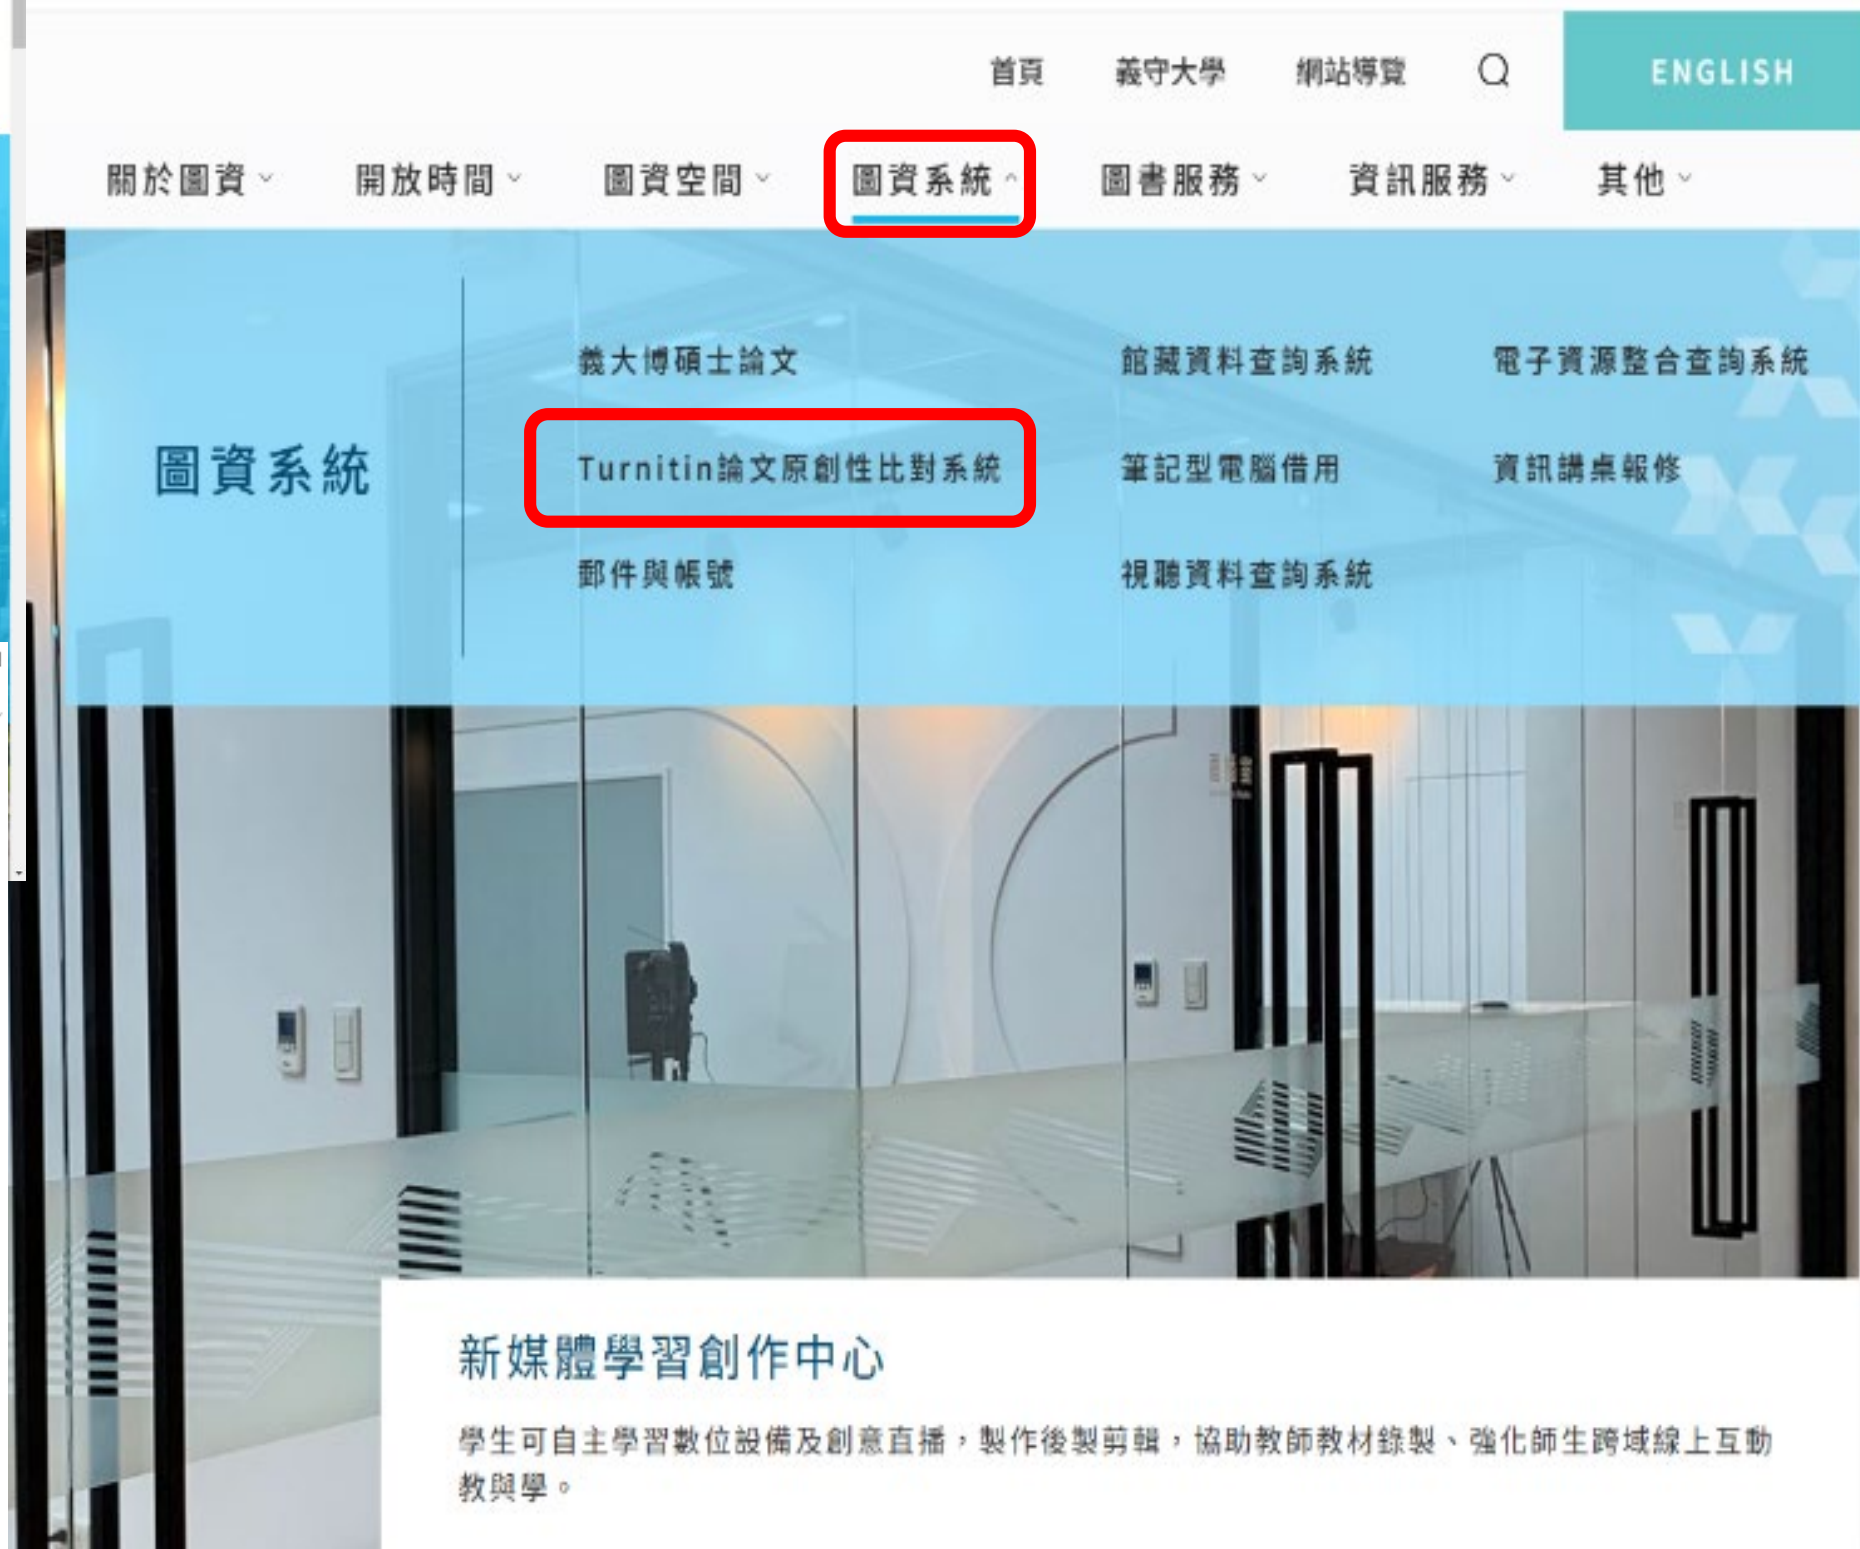 首頁 義守大學 網站導覽 ENGLISH
關於圖資 開放時間 圖資空間 圖資系統 圖書服務 資訊服務 其他
圖資系統
義大博碩士論文 館藏資料查詢系統 電子資源整合查詢系統
Turnitin論文原創性比對系統 筆記型電腦借用 資訊講桌報修
郵件與帳號 視聽資料查詢系統
新媒體學習創作中心
學生可自主學習數位設備及創意直播，製作後製剪輯，協助教師教材錄製、強化師生跨域線上互動
教與學。